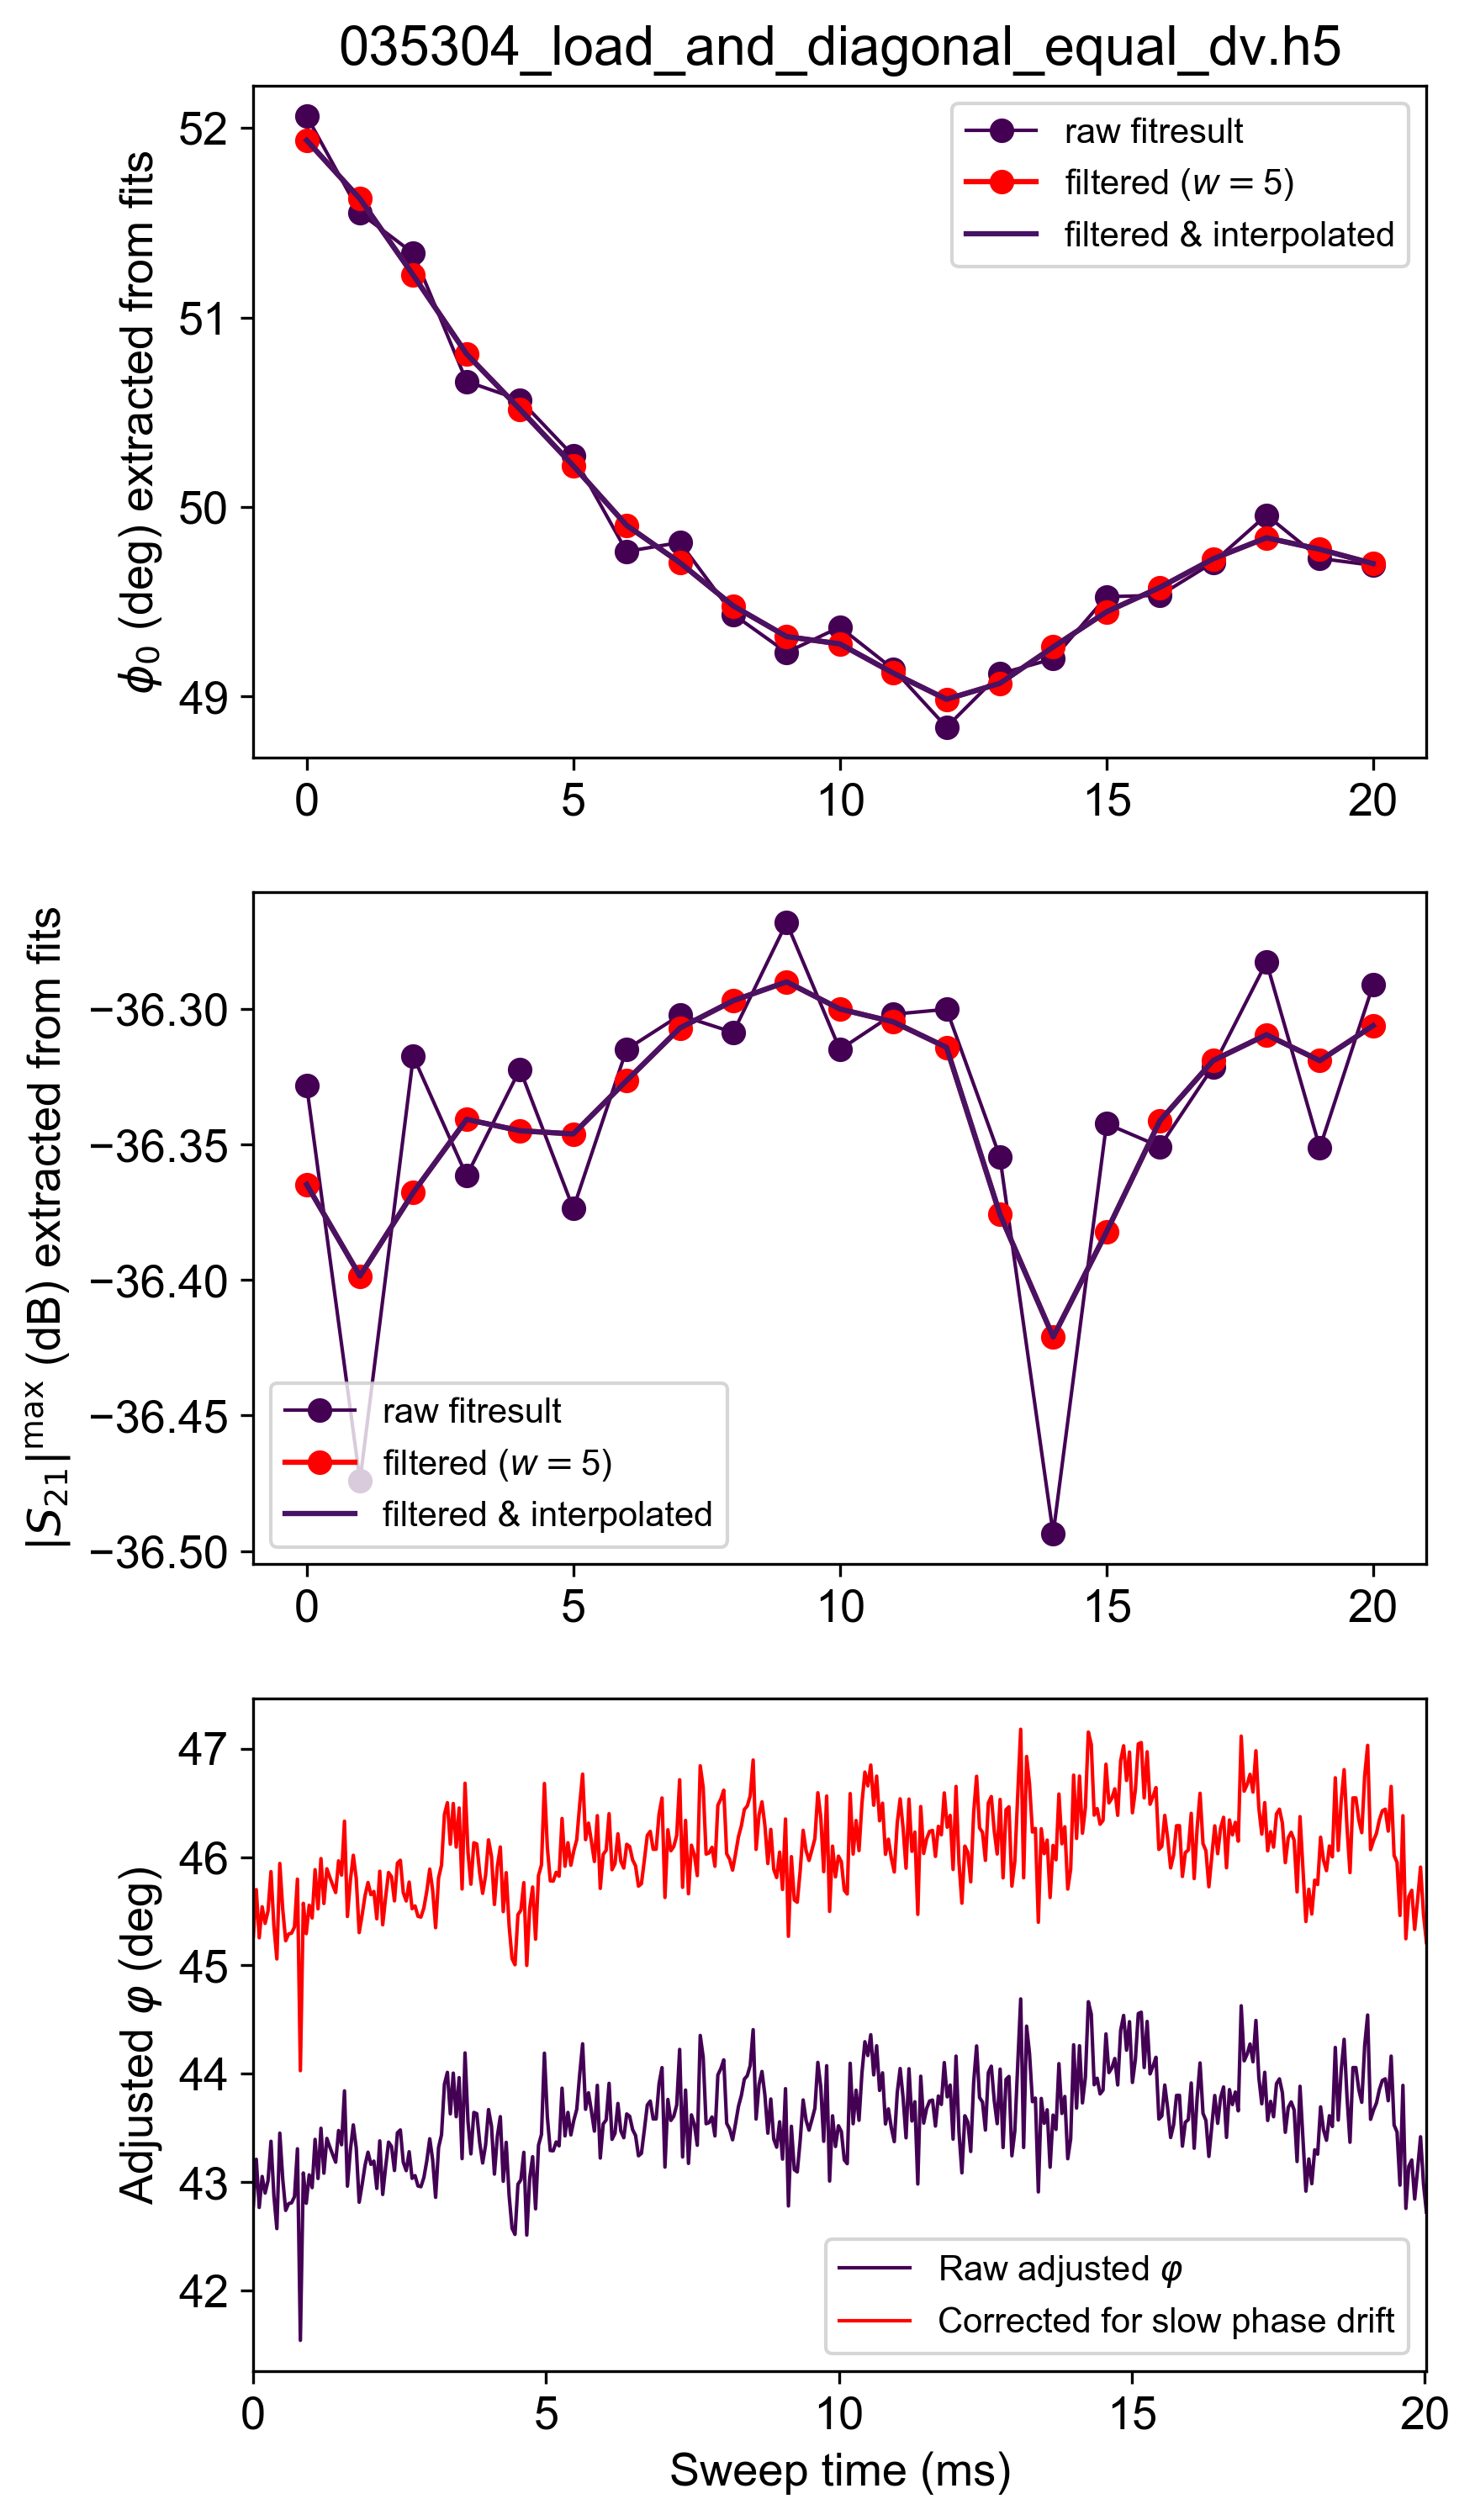 035304_load_and_diagonal_equal_dv.h5
ϕ₀ (deg) extracted from fits
52
51
50
49
raw fitresult
filtered (w = 5)
filtered & interpolated
0 5 10 15 20
|S₂₁|ᵐᵃˣ (dB) extracted from fits
−36.30
−36.35
−36.40
−36.45
−36.50
raw fitresult
filtered (w = 5)
filtered & interpolated
0 5 10 15 20
Adjusted φ (deg)
47
46
45
44
43
42
Raw adjusted φ
Corrected for slow phase drift
0 5 10 15 20
Sweep time (ms)